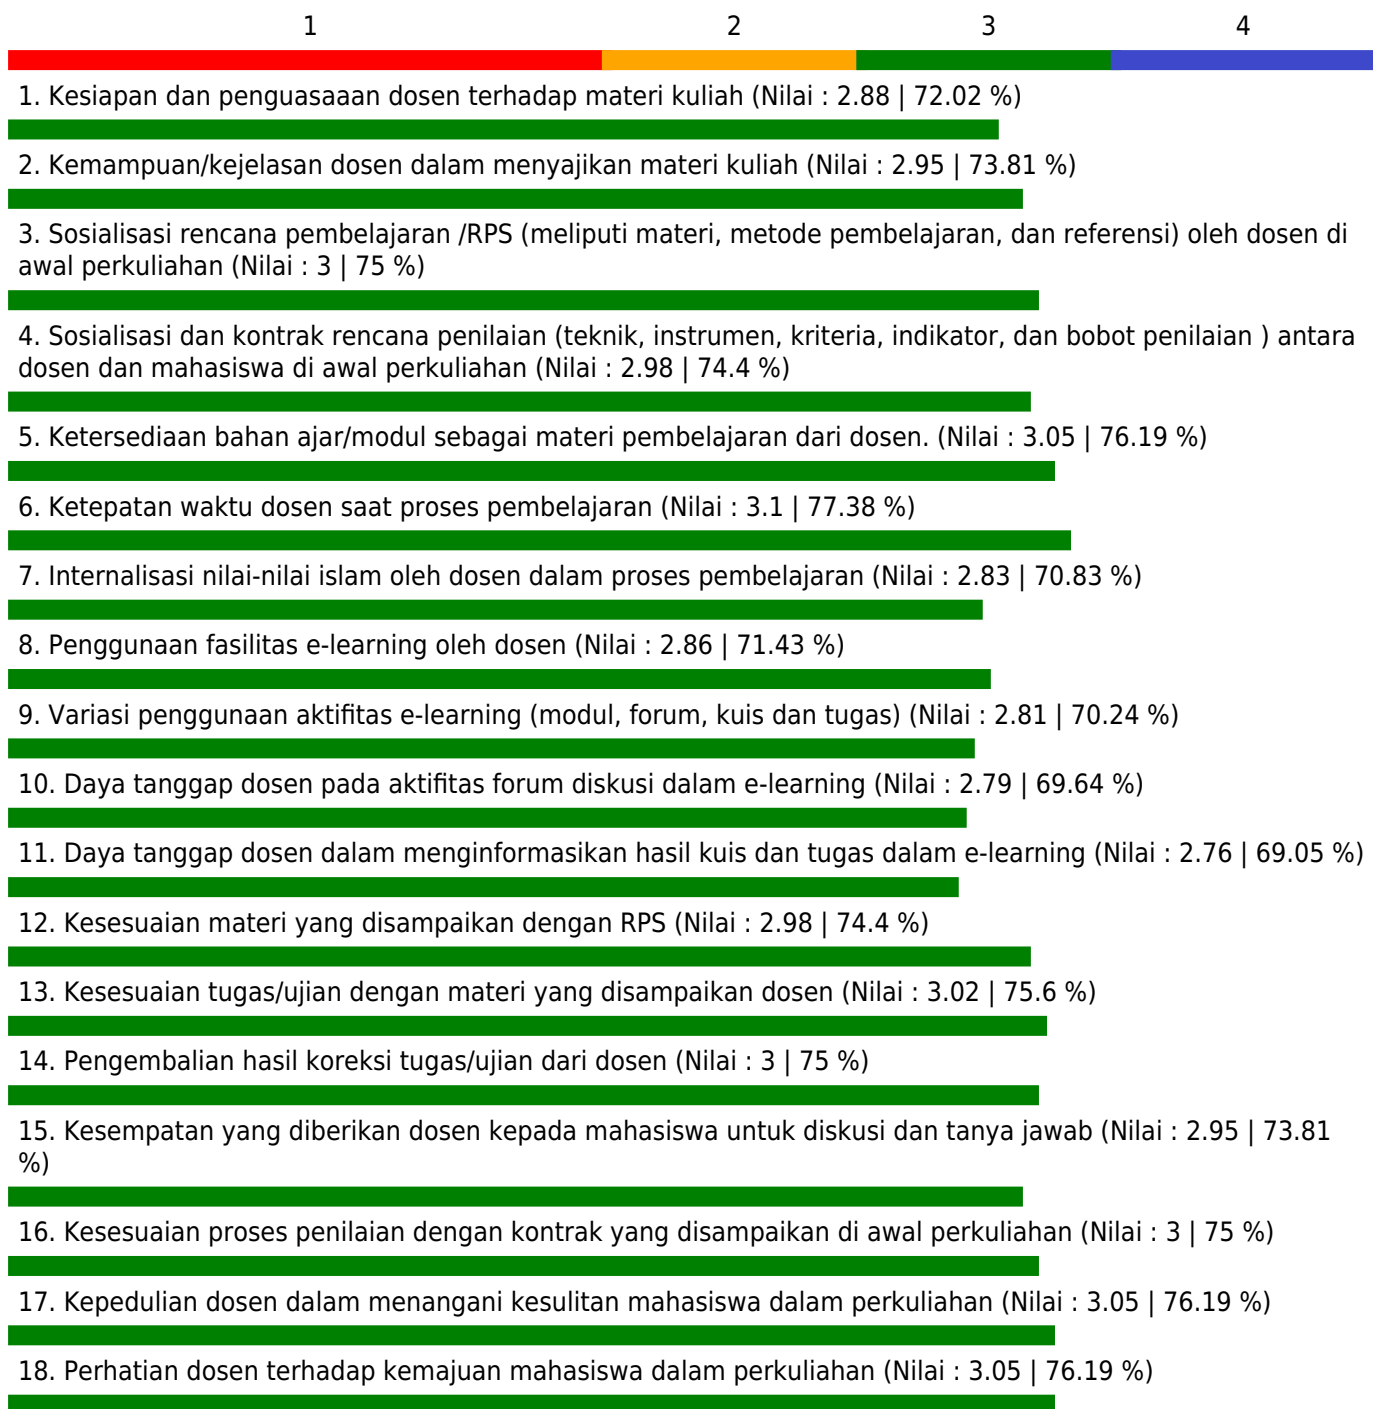 1 2 3 4
1. Kesiapan dan penguasaaan dosen terhadap materi kuliah (Nilai : 2.88 | 72.02 %)
2. Kemampuan/kejelasan dosen dalam menyajikan materi kuliah (Nilai : 2.95 | 73.81 %)
3. Sosialisasi rencana pembelajaran /RPS (meliputi materi, metode pembelajaran, dan referensi) oleh dosen di
awal perkuliahan (Nilai : 3 | 75 %)
4. Sosialisasi dan kontrak rencana penilaian (teknik, instrumen, kriteria, indikator, dan bobot penilaian ) antara
dosen dan mahasiswa di awal perkuliahan (Nilai : 2.98 | 74.4 %)
5. Ketersediaan bahan ajar/modul sebagai materi pembelajaran dari dosen. (Nilai : 3.05 | 76.19 %)
6. Ketepatan waktu dosen saat proses pembelajaran (Nilai : 3.1 | 77.38 %)
7. Internalisasi nilai-nilai islam oleh dosen dalam proses pembelajaran (Nilai : 2.83 | 70.83 %)
8. Penggunaan fasilitas e-learning oleh dosen (Nilai : 2.86 | 71.43 %)
9. Variasi penggunaan aktifitas e-learning (modul, forum, kuis dan tugas) (Nilai : 2.81 | 70.24 %)
10. Daya tanggap dosen pada aktifitas forum diskusi dalam e-learning (Nilai : 2.79 | 69.64 %)
11. Daya tanggap dosen dalam menginformasikan hasil kuis dan tugas dalam e-learning (Nilai : 2.76 | 69.05 %)
12. Kesesuaian materi yang disampaikan dengan RPS (Nilai : 2.98 | 74.4 %)
13. Kesesuaian tugas/ujian dengan materi yang disampaikan dosen (Nilai : 3.02 | 75.6 %)
14. Pengembalian hasil koreksi tugas/ujian dari dosen (Nilai : 3 | 75 %)
15. Kesempatan yang diberikan dosen kepada mahasiswa untuk diskusi dan tanya jawab (Nilai : 2.95 | 73.81
%)
16. Kesesuaian proses penilaian dengan kontrak yang disampaikan di awal perkuliahan (Nilai : 3 | 75 %)
17. Kepedulian dosen dalam menangani kesulitan mahasiswa dalam perkuliahan (Nilai : 3.05 | 76.19 %)
18. Perhatian dosen terhadap kemajuan mahasiswa dalam perkuliahan (Nilai : 3.05 | 76.19 %)